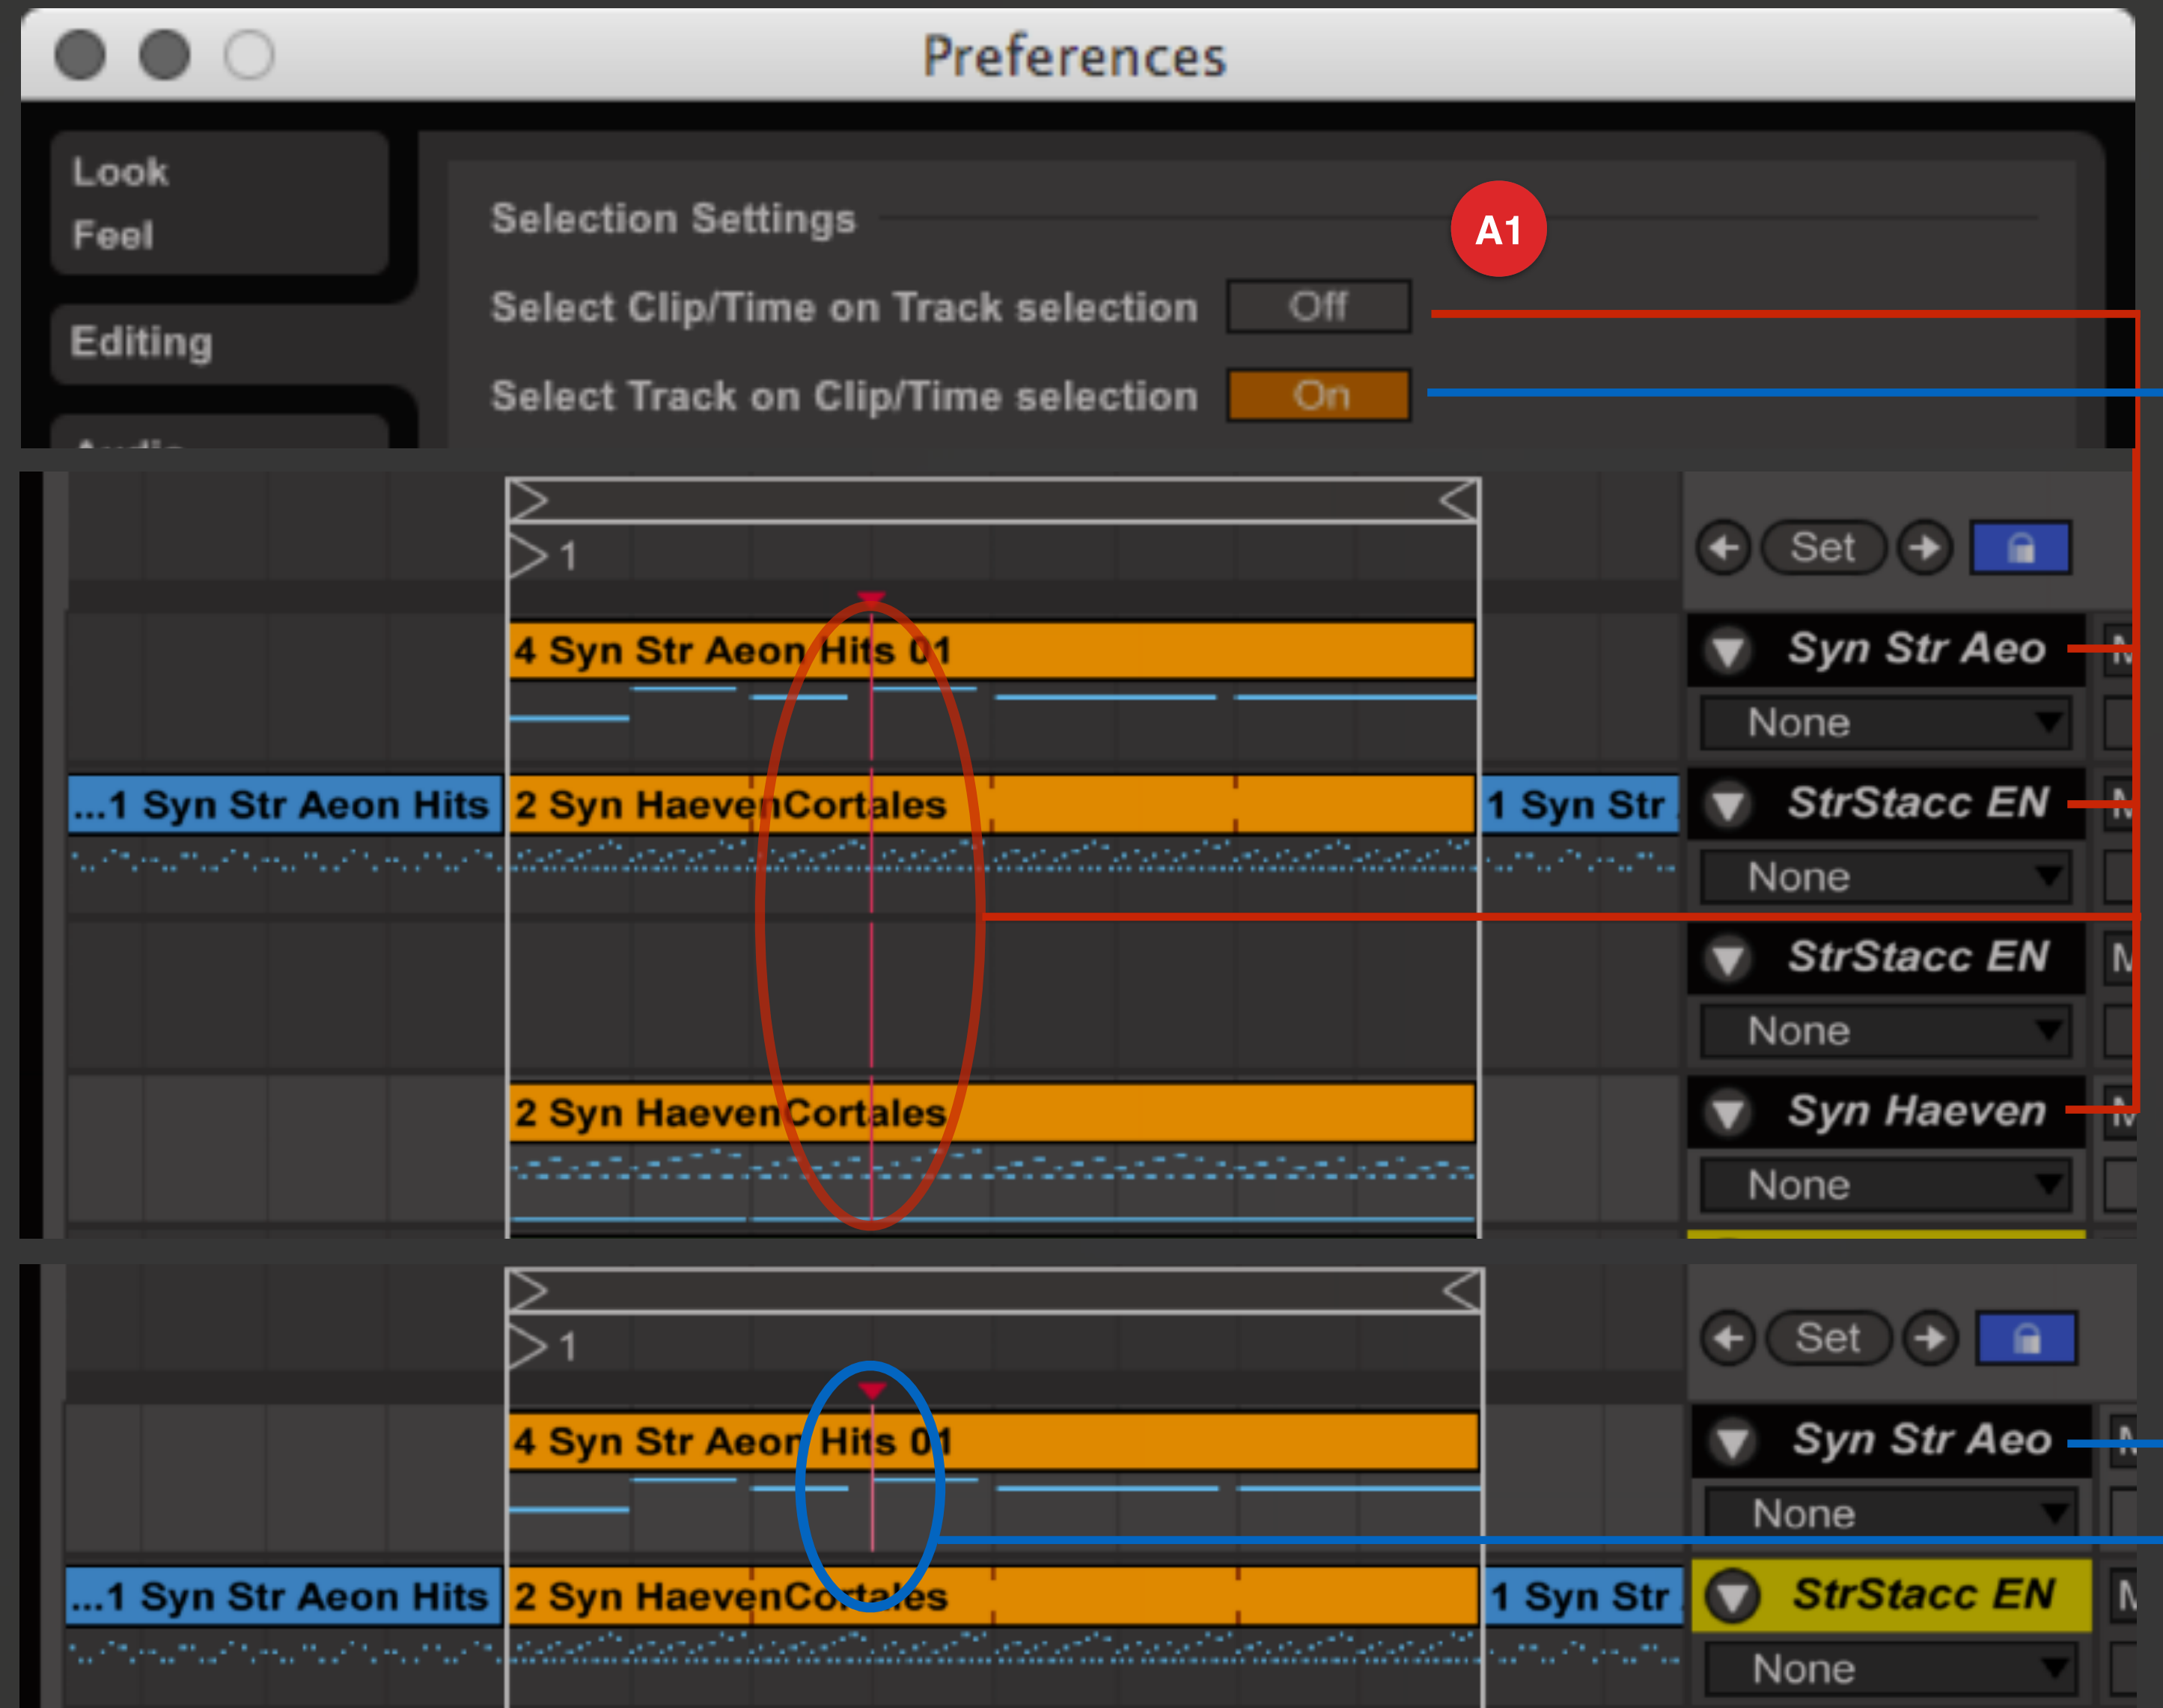 Preferences
Look
Feel
Editing
Selection Settings
A1
Select Clip/Time on Track selection Off
Select Track on Clip/Time selection On
1
Set
4 Syn Str Aeon Hits 01
Syn Str Aeo
None
...1 Syn Str Aeon Hits
2 Syn HaevenCortales
1 Syn Str
StrStacc EN
None
StrStacc EN
None
2 Syn HaevenCortales
Syn Haeven
None
1
Set
4 Syn Str Aeon Hits 01
Syn Str Aeo
None
...1 Syn Str Aeon Hits
2 Syn HaevenCortales
1 Syn Str
StrStacc EN
None